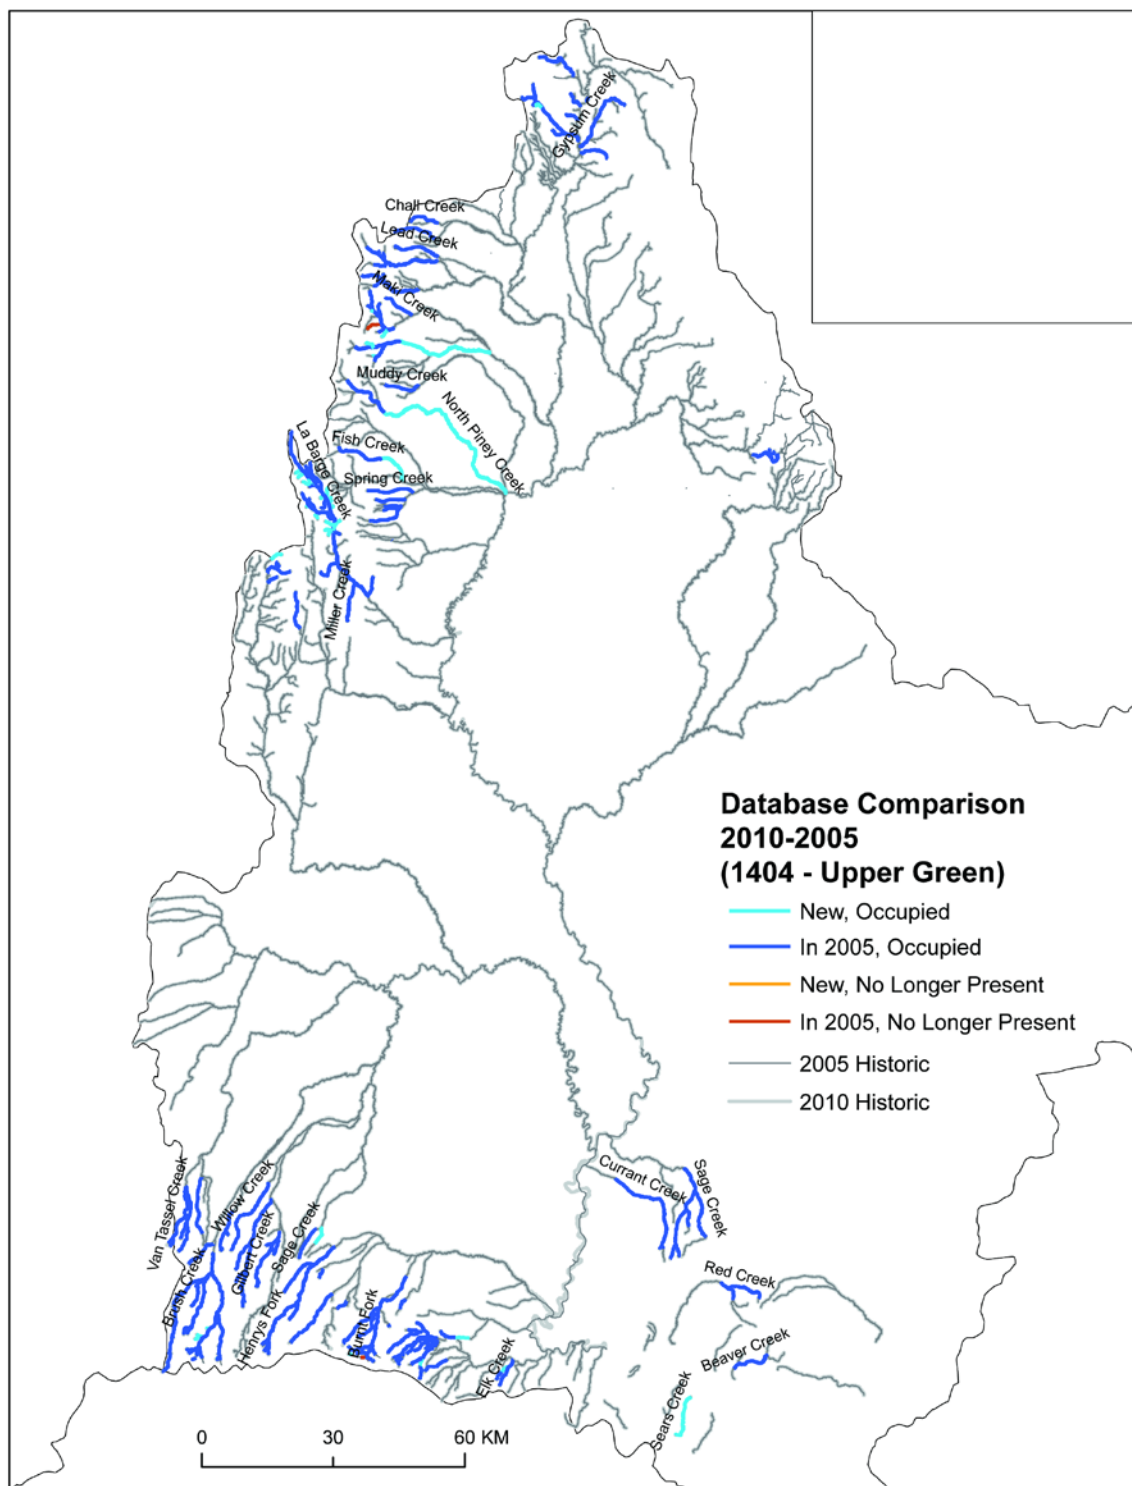 Gypsum Creek
Chall Creek
Lead Creek
Maki Creek
Muddy Creek
North Piney Creek
Fish Creek
La Barge Creek
Spring Creek
Miller Creek
Database Comparison
2010-2005
(1404 - Upper Green)
New, Occupied
In 2005, Occupied
New, No Longer Present
In 2005, No Longer Present
2005 Historic
2010 Historic
Van Tassel Creek
Willow Creek
Gilbert Creek
Sage Creek
Brush Creek
Henrys Fork
Burnt Fork
Elk Creek
Currant Creek
Sage Creek
Red Creek
Beaver Creek
Sears Creek
0 30 60 KM